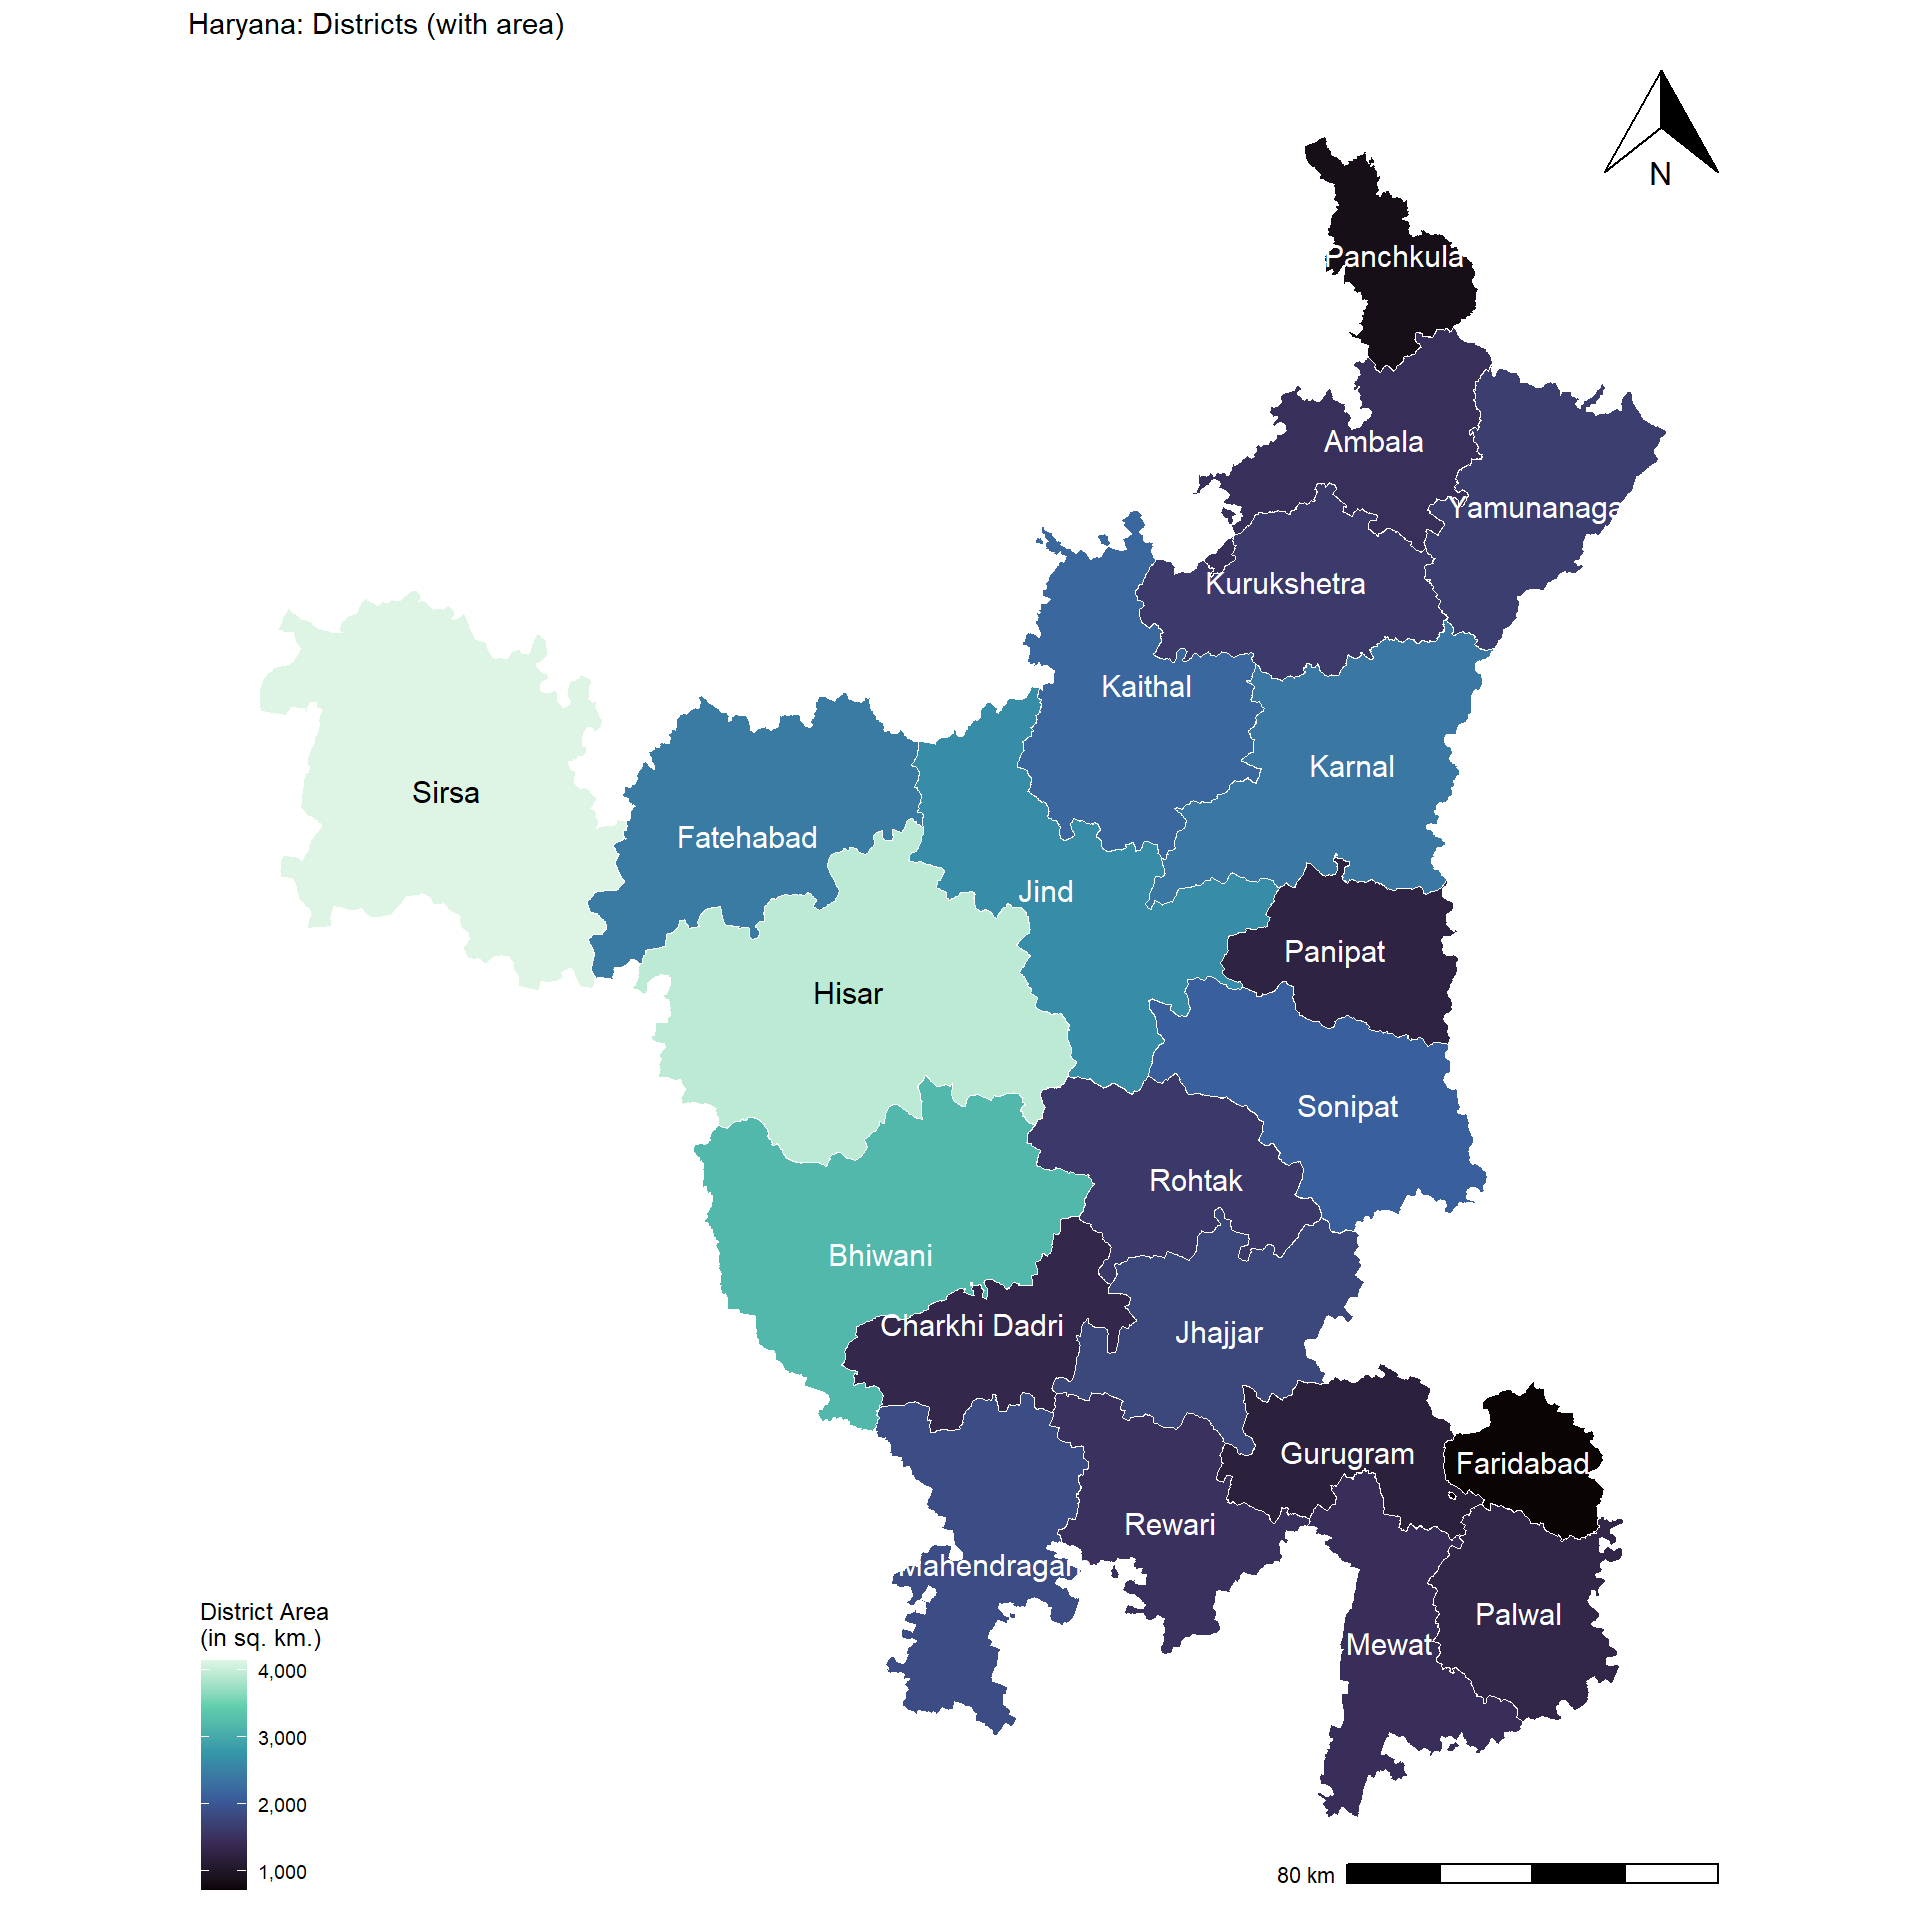 Haryana: Districts (with area)
N
Panchkula
Ambala
Yamunanaga
Kurukshetra
Kaithal
Karnal
Sirsa
Fatehabad
Jind
Panipat
Hisar
Sonipat
Rohtak
Bhiwani
Charkhi Dadri
Jhajjar
Gurugram
Faridabad
Rewari
Mahendragarh
Palwal
Mewat
District Area
(in sq. km.)
4,000
3,000
2,000
1,000
80 km